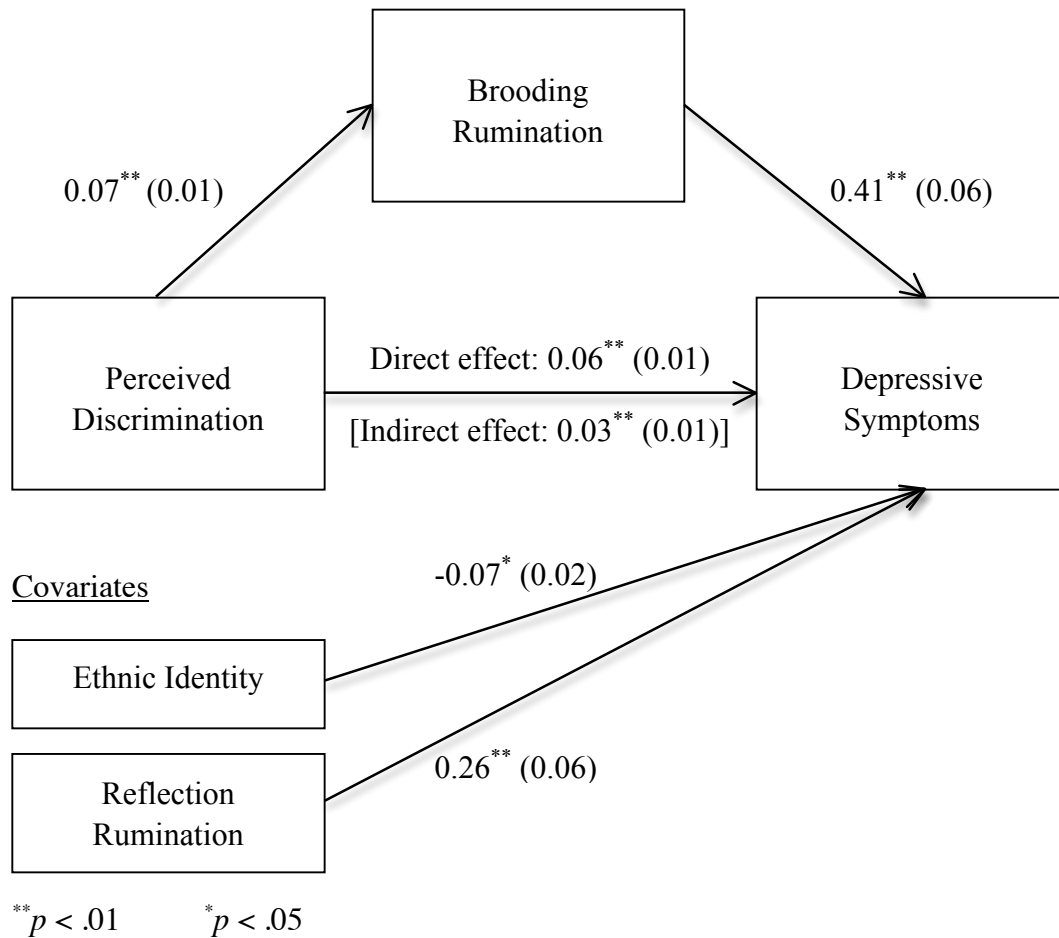 Brooding
Rumination
0.07** (0.01)
0.41** (0.06)
Perceived
Discrimination
Direct effect: 0.06** (0.01)
[Indirect effect: 0.03** (0.01)]
Depressive
Symptoms
Covariates
-0.07* (0.02)
Ethnic Identity
0.26** (0.06)
Reflection
Rumination
**p < .01 *p < .05